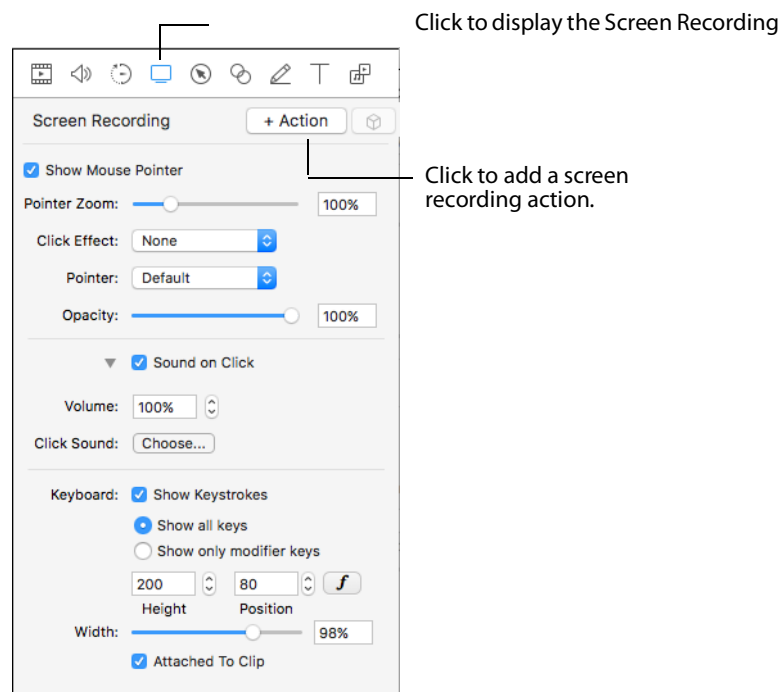 Click to display the Screen Recording
Screen Recording
+ Action
Click to add a screen
recording action.
Show Mouse Pointer
Pointer Zoom: 100%
Click Effect: None
Pointer: Default
Opacity: 100%
Sound on Click
Volume: 100%
Click Sound: Choose...
Keyboard: Show Keystrokes
Show all keys
Show only modifier keys
200 80 f
Height Position
Width: 98%
Attached To Clip